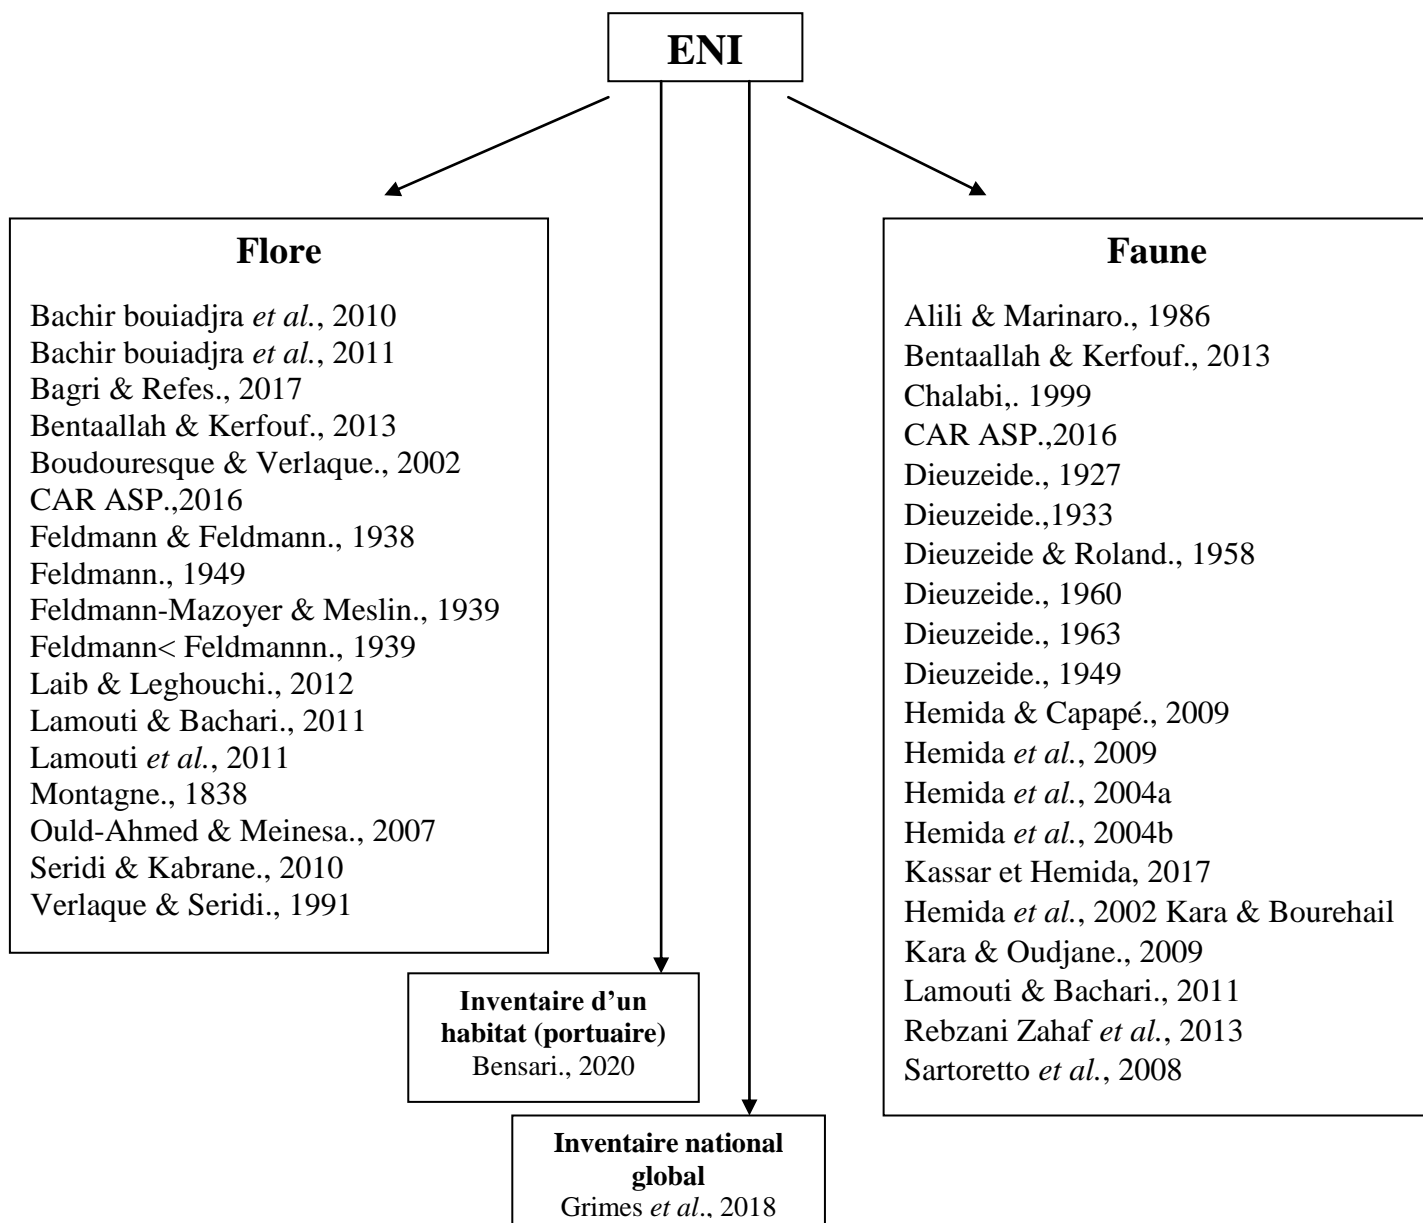 ENI
Flore
Bachir bouiadjra et al., 2010
Bachir bouiadjra et al., 2011
Bagri & Refes., 2017
Bentaallah & Kerfouf., 2013
Boudouresque & Verlaque., 2002
CAR ASP.,2016
Feldmann & Feldmann., 1938
Feldmann., 1949
Feldmann-Mazoyer & Meslin., 1939
Feldmann< Feldmannn., 1939
Laib & Leghouchi., 2012
Lamouti & Bachari., 2011
Lamouti et al., 2011
Montagne., 1838
Ould-Ahmed & Meinesa., 2007
Seridi & Kabrane., 2010
Verlaque & Seridi., 1991
Faune
Alili & Marinaro., 1986
Bentaallah & Kerfouf., 2013
Chalabi,. 1999
CAR ASP.,2016
Dieuzeide., 1927
Dieuzeide.,1933
Dieuzeide & Roland., 1958
Dieuzeide., 1960
Dieuzeide., 1963
Dieuzeide., 1949
Hemida & Capapé., 2009
Hemida et al., 2009
Hemida et al., 2004a
Hemida et al., 2004b
Kassar et Hemida, 2017
Hemida et al., 2002 Kara & Bourehail
Kara & Oudjane., 2009
Lamouti & Bachari., 2011
Rebzani Zahaf et al., 2013
Sartoretto et al., 2008
Inventaire d’un
habitat (portuaire)
Bensari., 2020
Inventaire national
global
Grimes et al., 2018